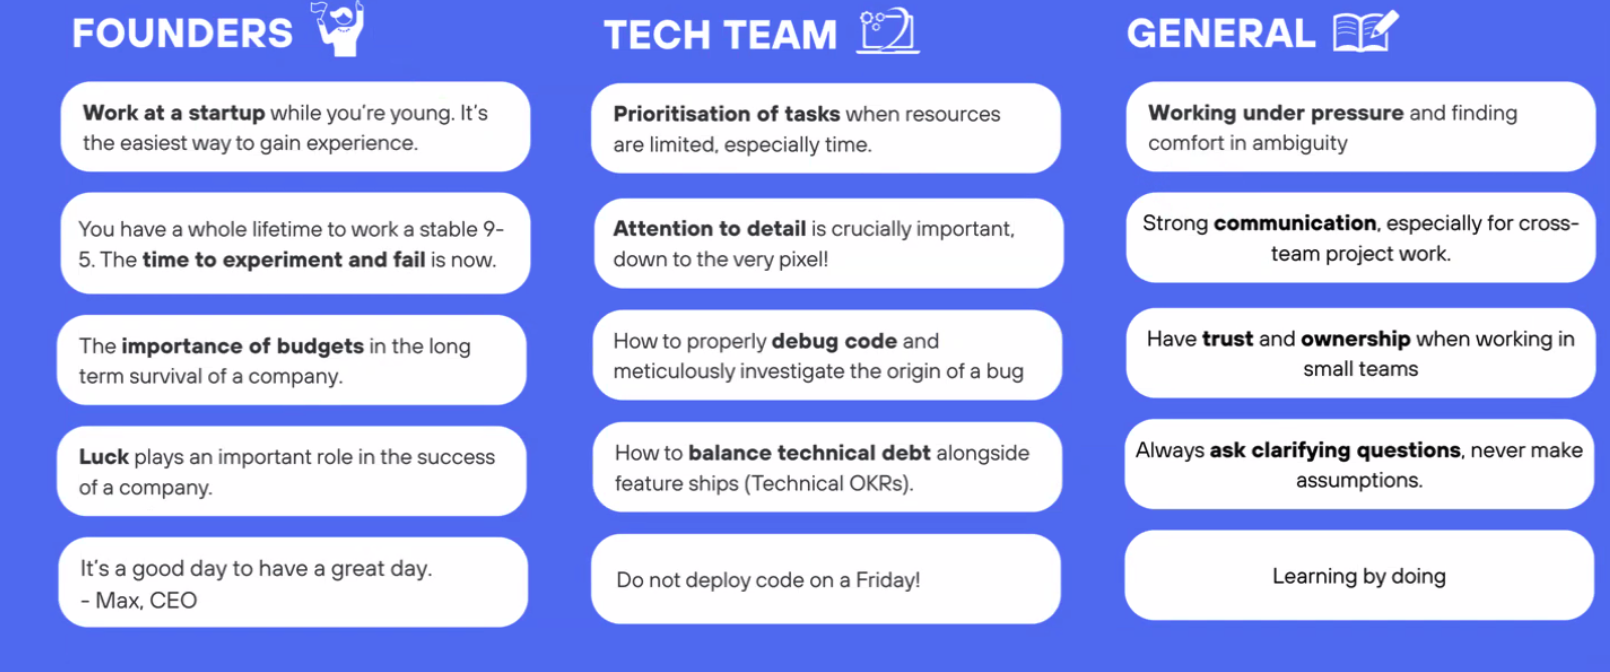 FOUNDERS
Work at a startup while you're young. It's
the easiest way to gain experience.
You have a whole lifetime to work a stable 9-
5. The time to experiment and fail is now.
The importance of budgets in the long
term survival of a company.
Luck plays an important role in the success
of a company.
It's a good day to have a great day.
- Max, CEO
TECH TEAM
Prioritisation of tasks when resources
are limited, especially time.
Attention to detail is crucially important,
down to the very pixel!
How to properly debug code and
meticulously investigate the origin of a bug
How to balance technical debt alongside
feature ships (Technical OKRs).
Do not deploy code on a Friday!
GENERAL
Working under pressure and finding
comfort in ambiguity
Strong communication, especially for cross-
team project work.
Have trust and ownership when working in
small teams
Always ask clarifying questions, never make
assumptions.
Learning by doing